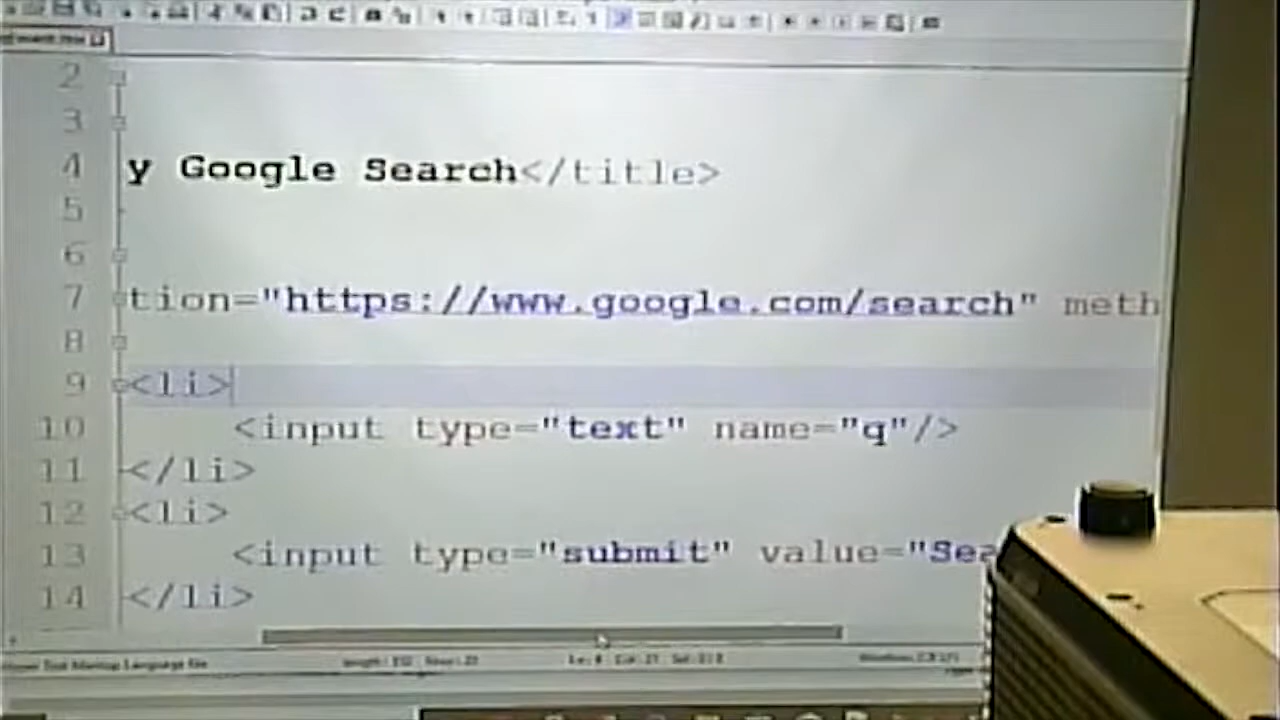 2
3
4 y Google Search</title>
5
6
7 tion="https://www.google.com/search" meth
8
9 <li>
10 <input type="text" name="q"/>
11 </li>
12 <li>
13 <input type="submit" value="Sea
14 </li>